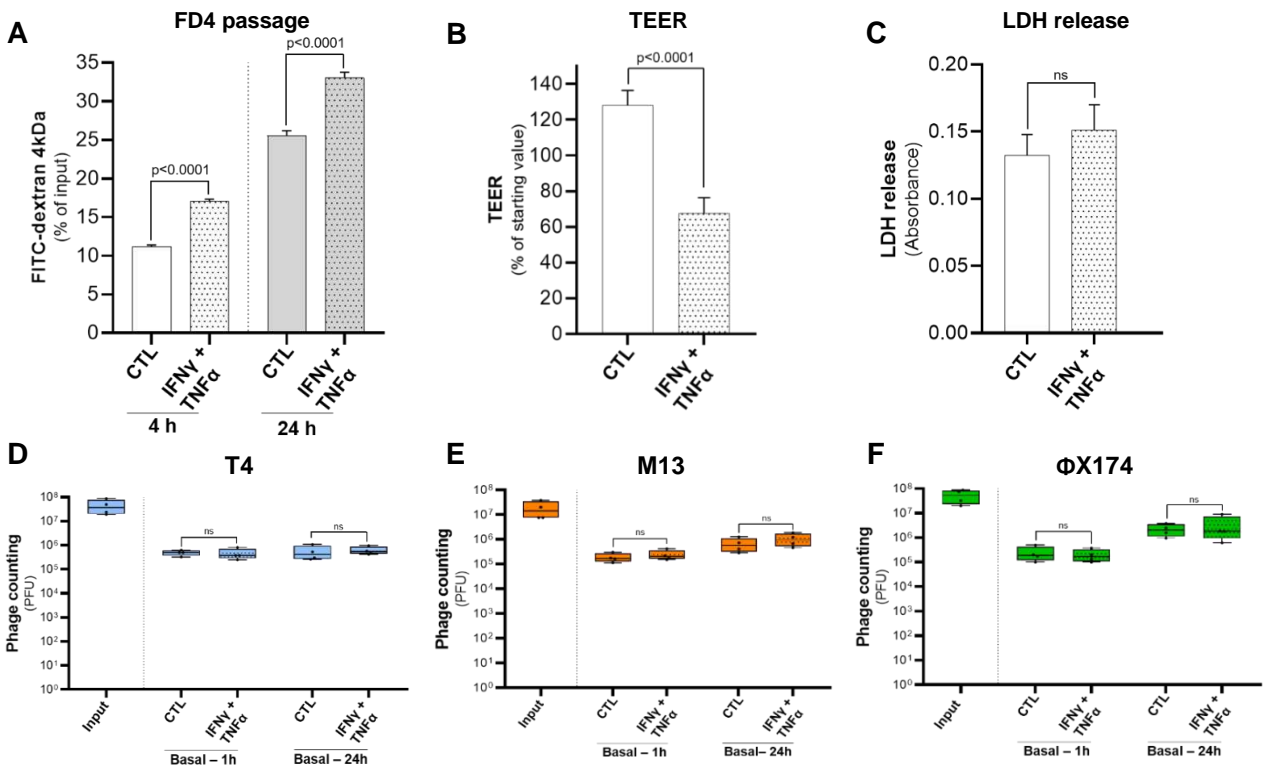 A
FD4 passage
FITC-dextran 4kDa
(% of input)
35
30
25
20
15
10
5
0
p<0.0001
p<0.0001
CTL
IFNγ +
TNFα
CTL
IFNγ +
TNFα
4 h
24 h
B
TEER
TEER
(% of starting value)
140
120
100
80
60
40
20
0
p<0.0001
CTL
IFNγ +
TNFα
C
LDH release
LDH release
(Absorbance)
0.20
0.15
0.10
0.05
0.00
ns
CTL
IFNγ +
TNFα
D
T4
Phage counting
(PFU)
10⁸
10⁷
10⁶
10⁵
10⁴
10³
10²
10¹
10⁰
ns
ns
Input
CTL
IFNγ +
TNFα
CTL
IFNγ +
TNFα
Basal – 1h
Basal – 24h
E
M13
Phage counting
(PFU)
10⁸
10⁷
10⁶
10⁵
10⁴
10³
10²
10¹
10⁰
ns
ns
Input
CTL
IFNγ +
TNFα
CTL
IFNγ +
TNFα
Basal – 1h
Basal– 24h
F
ΦX174
Phage counting
(PFU)
10⁸
10⁷
10⁶
10⁵
10⁴
10³
10²
10¹
10⁰
ns
ns
Input
CTL
IFNγ +
TNFα
CTL
IFNγ +
TNFα
Basal – 1h
Basal – 24h